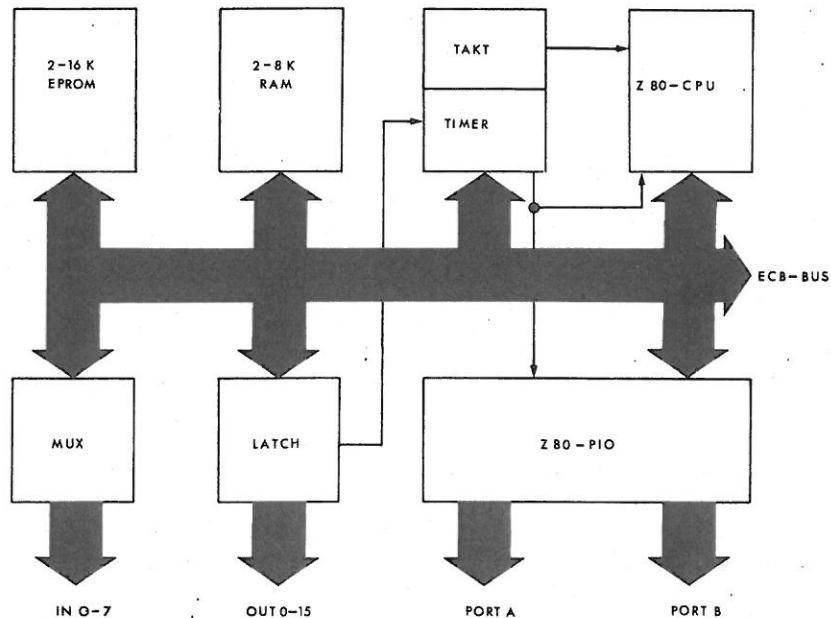 2-16 K
EPROM
2-8 K
RAM
TAKT
TIMER
Z 80-CPU
ECB-BUS
MUX
LATCH
Z 80-PIO
IN G-7
OUT 0-15
PORT A
PORT B